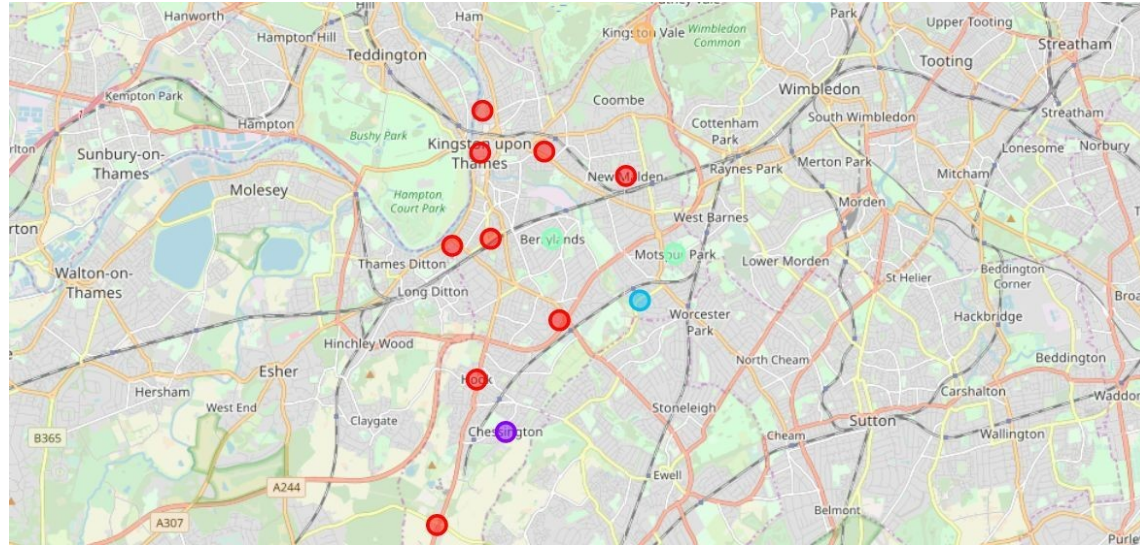 Hanworth
Hill
Ham
Kingston Vale
Wimbledon
Common
Park
Upper Tooting
Streatham
Hampton Hill
Teddington
Tooting
Kempton Park
Coombe
Wimbledon
Streatham
Hampton
Bushy Park
Cottenham
Park
South Wimbledon
Sunbury-on-
Thames
Kingston upon
Thames
Lonesome
Norbury
Molesey
New Malden
Raynes Park
Merton Park
Mitcham
Hampton
Court Park
West Barnes
Morden
Walton-on-
Thames
Thames Ditton
Berrylands
Motspur Park
Lower Morden
St Helier
Beddington
Corner
Long Ditton
Worcester
Park
Hackbridge
Hinchley Wood
Hersham
Esher
Hook
North Cheam
Beddington
West End
Claygate
Stoneleigh
Carshalton
B365
Chessington
Cheam
Sutton
Wallington
Ewell
A244
A307
Belmont